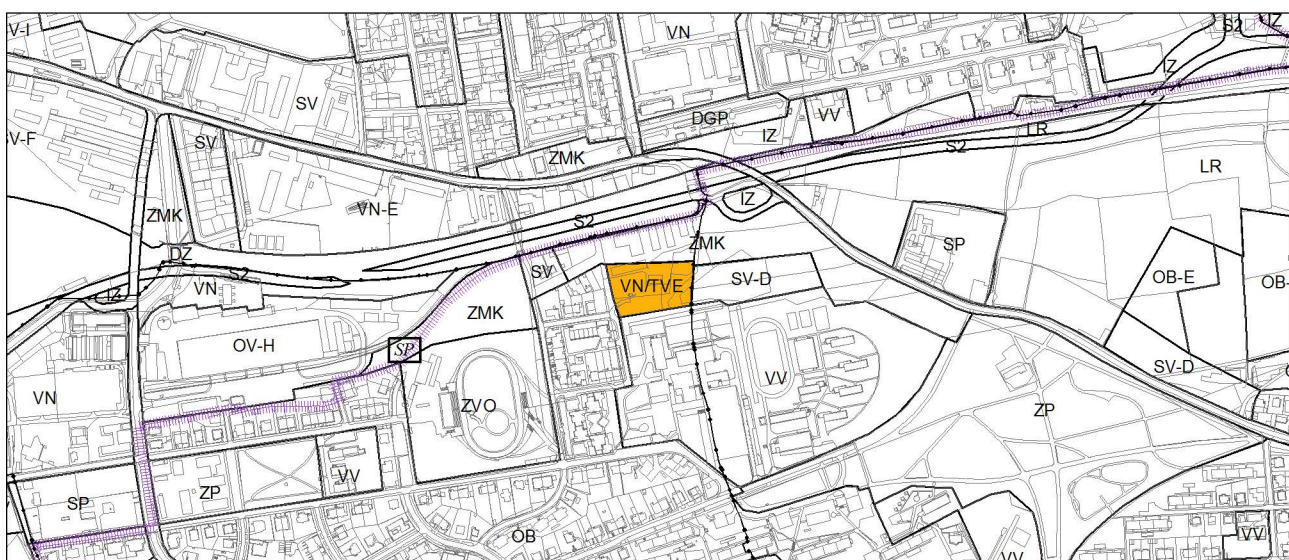 VN
IZ
S2
V-I
SV
IZ
DGP
VV
IZ
LR
SV
V-F
ZMK
S2
LR
VN-E
ZMK
IZ
S2
ZMK
SP
DZ
SV
VN/TVE
SV-D
OB-E
OB-
S2
VN
IZ
ZMK
OV-H
SP
SV-D
VN
ZVO
VV
ZP
VV
SP
ZP
OB
VV
VV